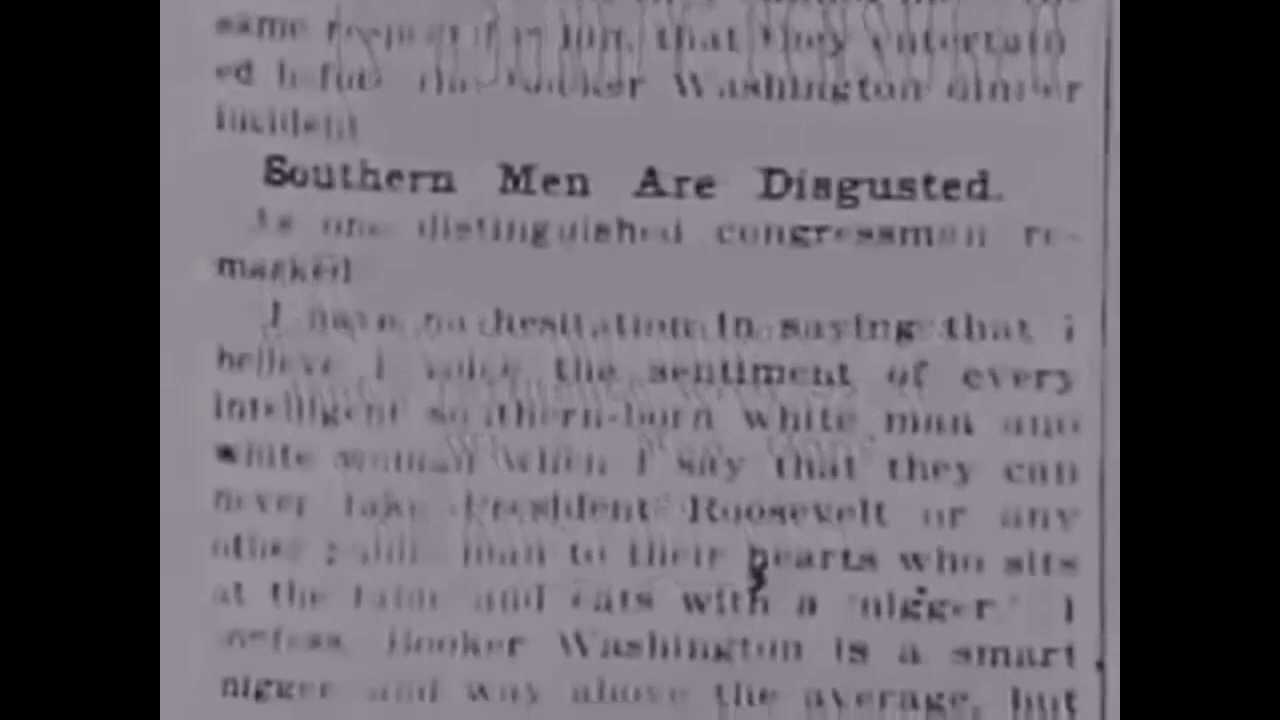 same respect for him that they entertain
ed before the Booker Washington dinner
incident
Southern Men Are Disgusted.
As one distinguished congressman re-
marked
I have no hesitation in saying that i
believe I voice the sentiment of every
intelligent southern-born white man and
white woman when I say that they can
never take President Roosevelt or any
other public man to their hearts who sits
at the table and eats with a "nigger." I
confess Booker Washington is a smart
nigger and way above the average, but